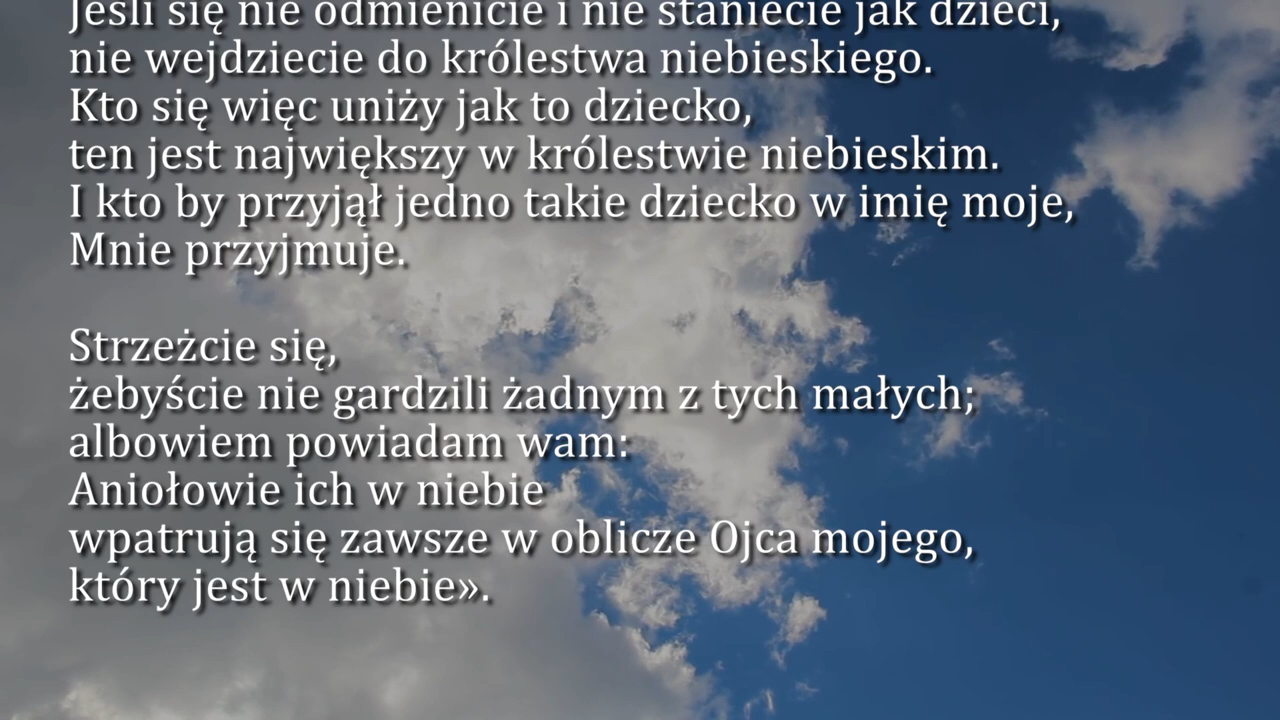 Jeśli się nie odmienicie i nie staniecie jak dzieci,
nie wejdziecie do królestwa niebieskiego.
Kto się więc uniży jak to dziecko,
ten jest największy w królestwie niebieskim.
I kto by przyjął jedno takie dziecko w imię moje,
Mnie przyjmuje.

Strzeżcie się,
żebyście nie gardzili żadnym z tych małych;
albowiem powiadam wam:
Aniołowie ich w niebie
wpatrują się zawsze w oblicze Ojca mojego,
który jest w niebie».